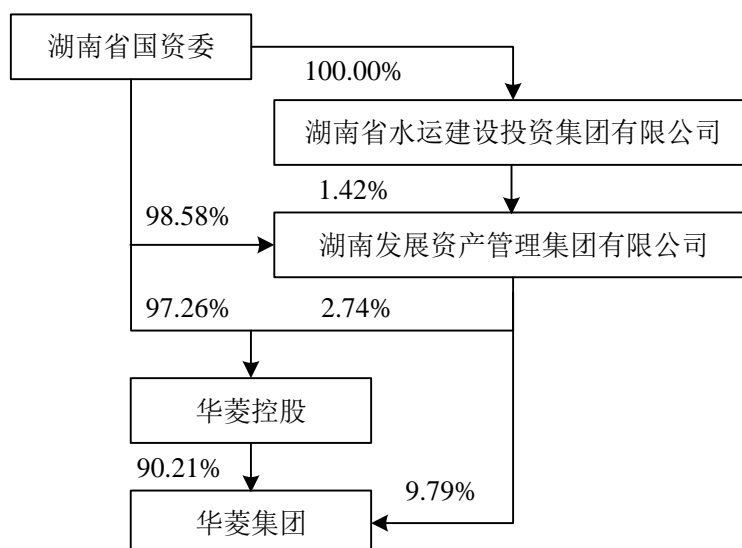 湖南省国资委
100.00%
湖南省水运建设投资集团有限公司
1.42%
98.58%
湖南发展资产管理集团有限公司
97.26%
2.74%
华菱控股
90.21%
9.79%
华菱集团